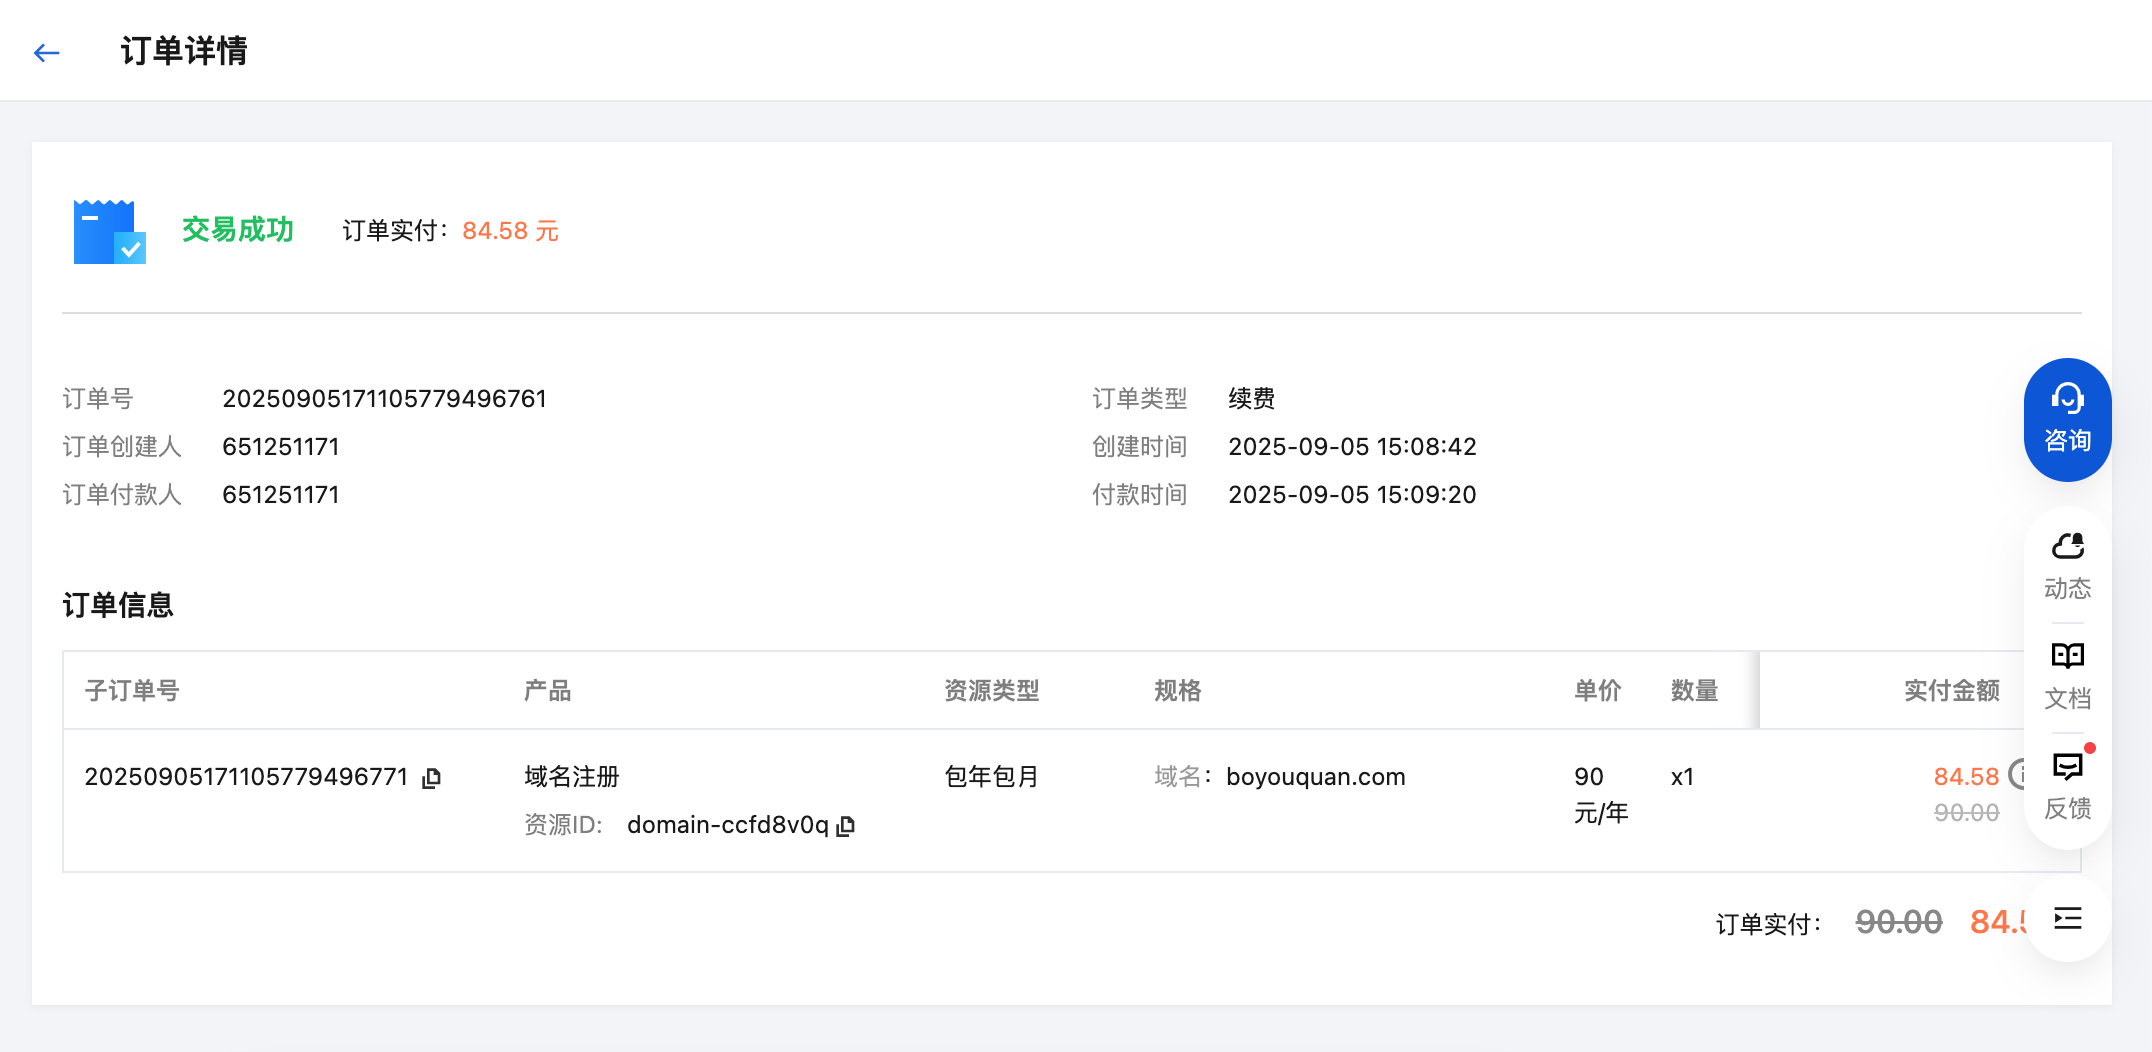 订单详情
交易成功 订单实付：84.58 元
订单号 20250905171105779496761 订单类型 续费
订单创建人 651251171 创建时间 2025-09-05 15:08:42
订单付款人 651251171 付款时间 2025-09-05 15:09:20
咨询
动态
文档
反馈
订单信息
子订单号 产品 资源类型 规格 单价 数量 实付金额
20250905171105779496771 域名注册 包年包月 域名：boyouquan.com 90 x1 84.58
元/年 90.00
资源ID: domain-ccfd8v0q
订单实付： 90.00 84.5